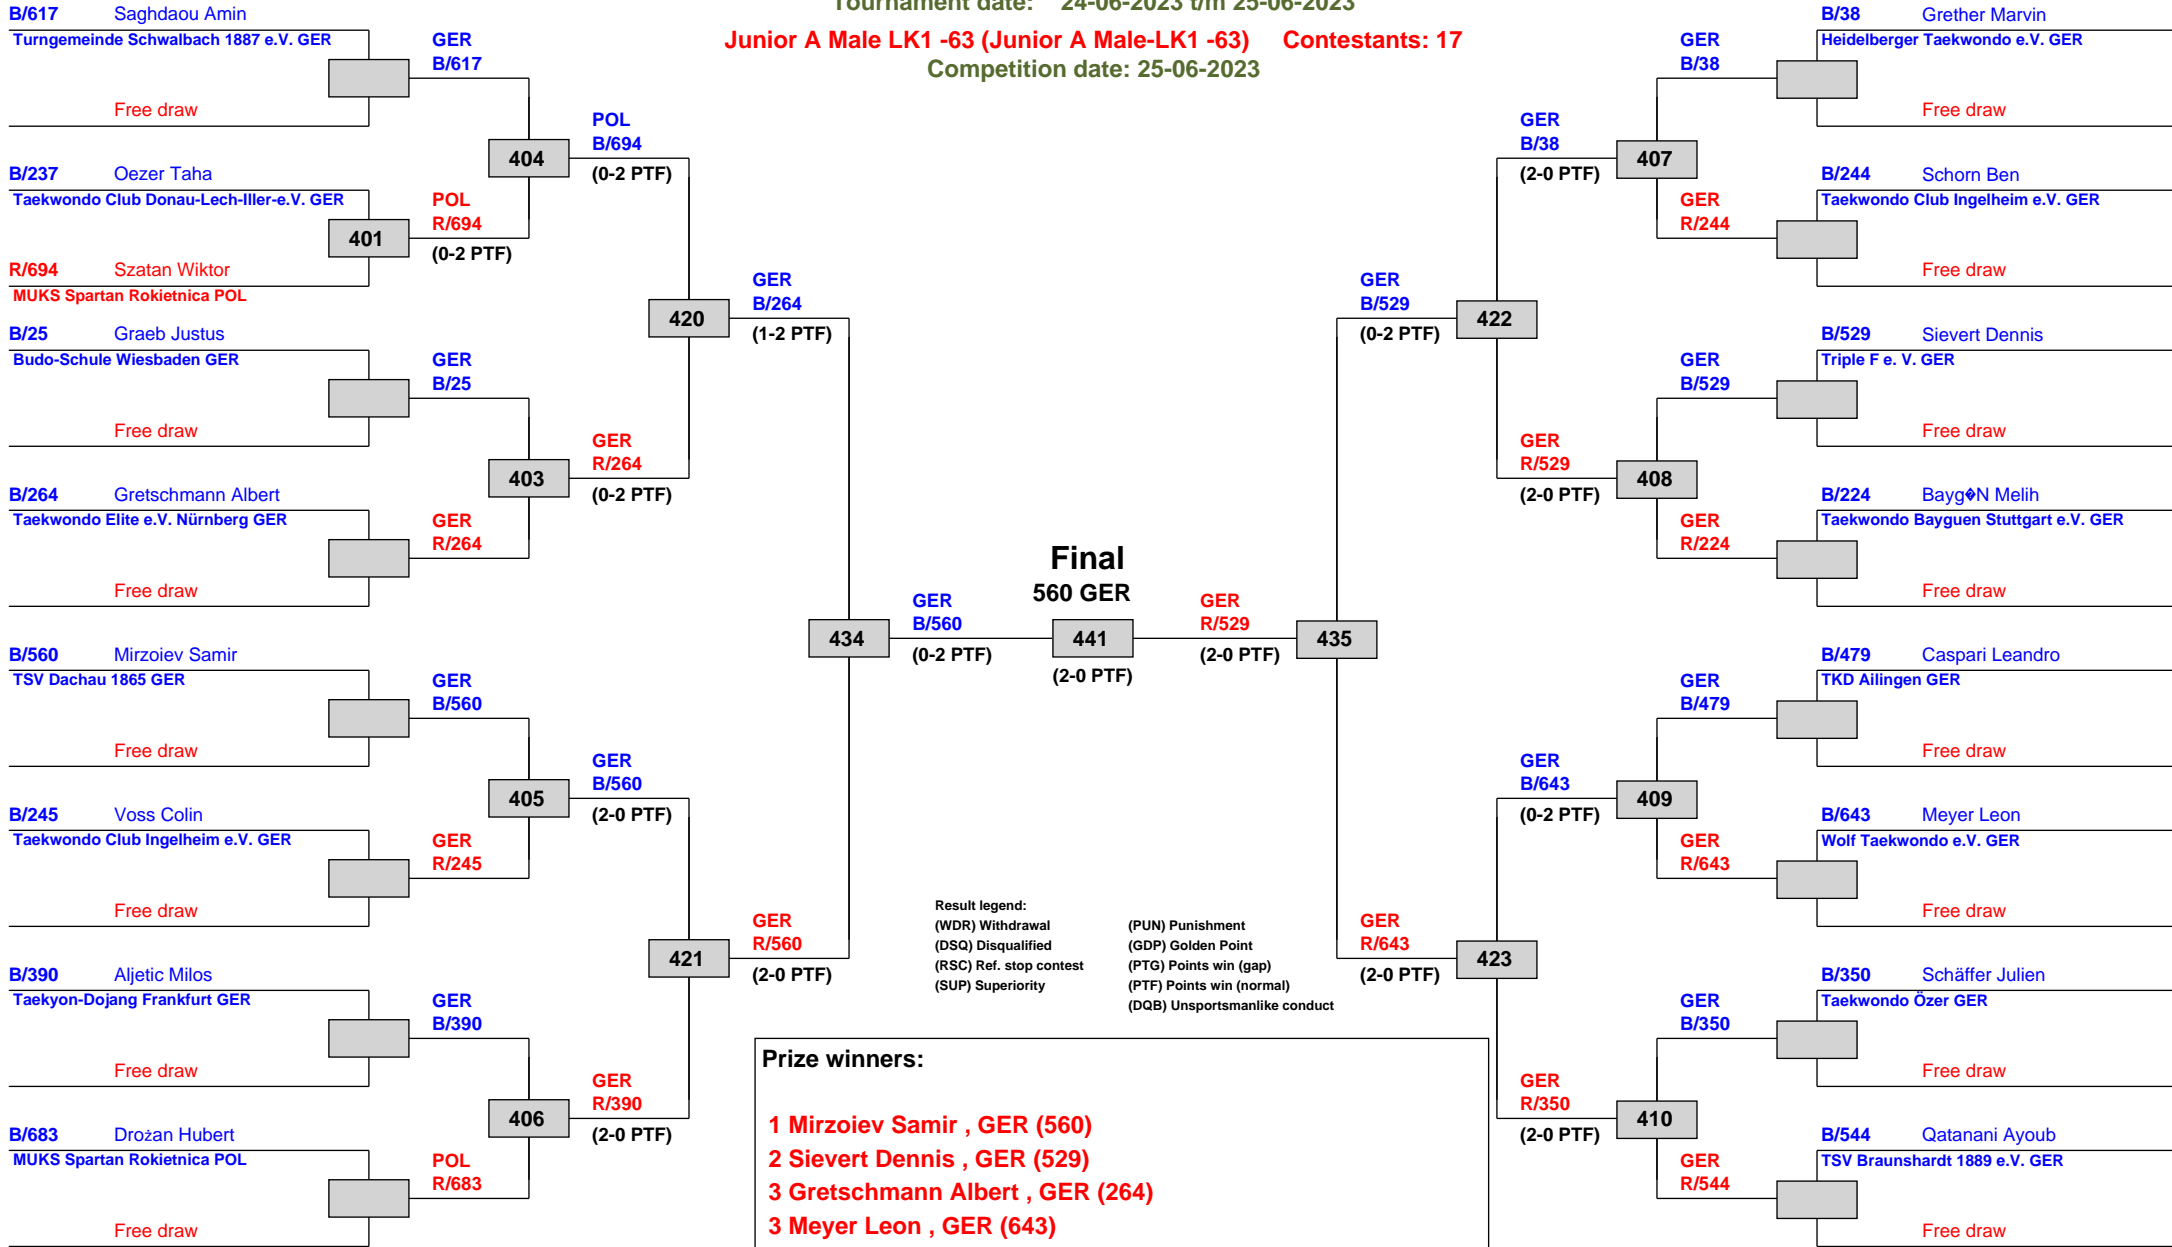 Tournament date: 24-06-2023 t/m 25-06-2023
Junior A Male LK1 -63 (Junior A Male-LK1 -63) Contestants: 17
Competition date: 25-06-2023
B/617 Saghdaou Amin
Turngemeinde Schwalbach 1887 e.V. GER
Free draw
B/237 Oezer Taha
Taekwondo Club Donau-Lech-Iller-e.V. GER
401
R/694 Szatan Wiktor
MUKS Spartan Rokietnica POL
B/25 Graeb Justus
Budo-Schule Wiesbaden GER
Free draw
B/264 Gretschmann Albert
Taekwondo Elite e.V. Nürnberg GER
Free draw
B/560 Mirzoiev Samir
TSV Dachau 1865 GER
Free draw
B/245 Voss Colin
Taekwondo Club Ingelheim e.V. GER
Free draw
B/390 Aljetic Milos
Taekyon-Dojang Frankfurt GER
Free draw
B/683 Drożan Hubert
MUKS Spartan Rokietnica POL
Free draw
GER
B/617
404
POL
R/694
(0-2 PTF)
GER
B/25
403
GER
R/264
GER
B/560
405
GER
R/245
GER
B/390
406
POL
R/683
POL
B/694
(0-2 PTF)
420
GER
R/264
(0-2 PTF)
GER
B/560
(2-0 PTF)
421
GER
R/390
(2-0 PTF)
GER
B/264
(1-2 PTF)
434
GER
R/560
(2-0 PTF)
GER
B/560
(0-2 PTF)
Final
560 GER
441
(2-0 PTF)
GER
R/529
(2-0 PTF)
435
GER
B/529
(0-2 PTF)
422
GER
R/643
(2-0 PTF)
423
GER
B/38
(2-0 PTF)
407
GER
R/529
(2-0 PTF)
408
GER
B/643
(0-2 PTF)
409
GER
R/350
(2-0 PTF)
410
GER
B/38
GER
R/244
GER
B/529
GER
R/224
GER
B/479
GER
R/643
GER
B/350
GER
R/544
B/38 Grether Marvin
Heidelberger Taekwondo e.V. GER
Free draw
B/244 Schorn Ben
Taekwondo Club Ingelheim e.V. GER
Free draw
B/529 Sievert Dennis
Triple F e. V. GER
Free draw
B/224 Bayg�N Melih
Taekwondo Bayguen Stuttgart e.V. GER
Free draw
B/479 Caspari Leandro
TKD Ailingen GER
Free draw
B/643 Meyer Leon
Wolf Taekwondo e.V. GER
Free draw
B/350 Schäffer Julien
Taekwondo Özer GER
Free draw
B/544 Qatanani Ayoub
TSV Braunshardt 1889 e.V. GER
Free draw
Result legend:
(WDR) Withdrawal (PUN) Punishment
(DSQ) Disqualified (GDP) Golden Point
(RSC) Ref. stop contest (PTG) Points win (gap)
(SUP) Superiority (PTF) Points win (normal)
(DQB) Unsportsmanlike conduct
Prize winners:
1 Mirzoiev Samir , GER (560)
2 Sievert Dennis , GER (529)
3 Gretschmann Albert , GER (264)
3 Meyer Leon , GER (643)